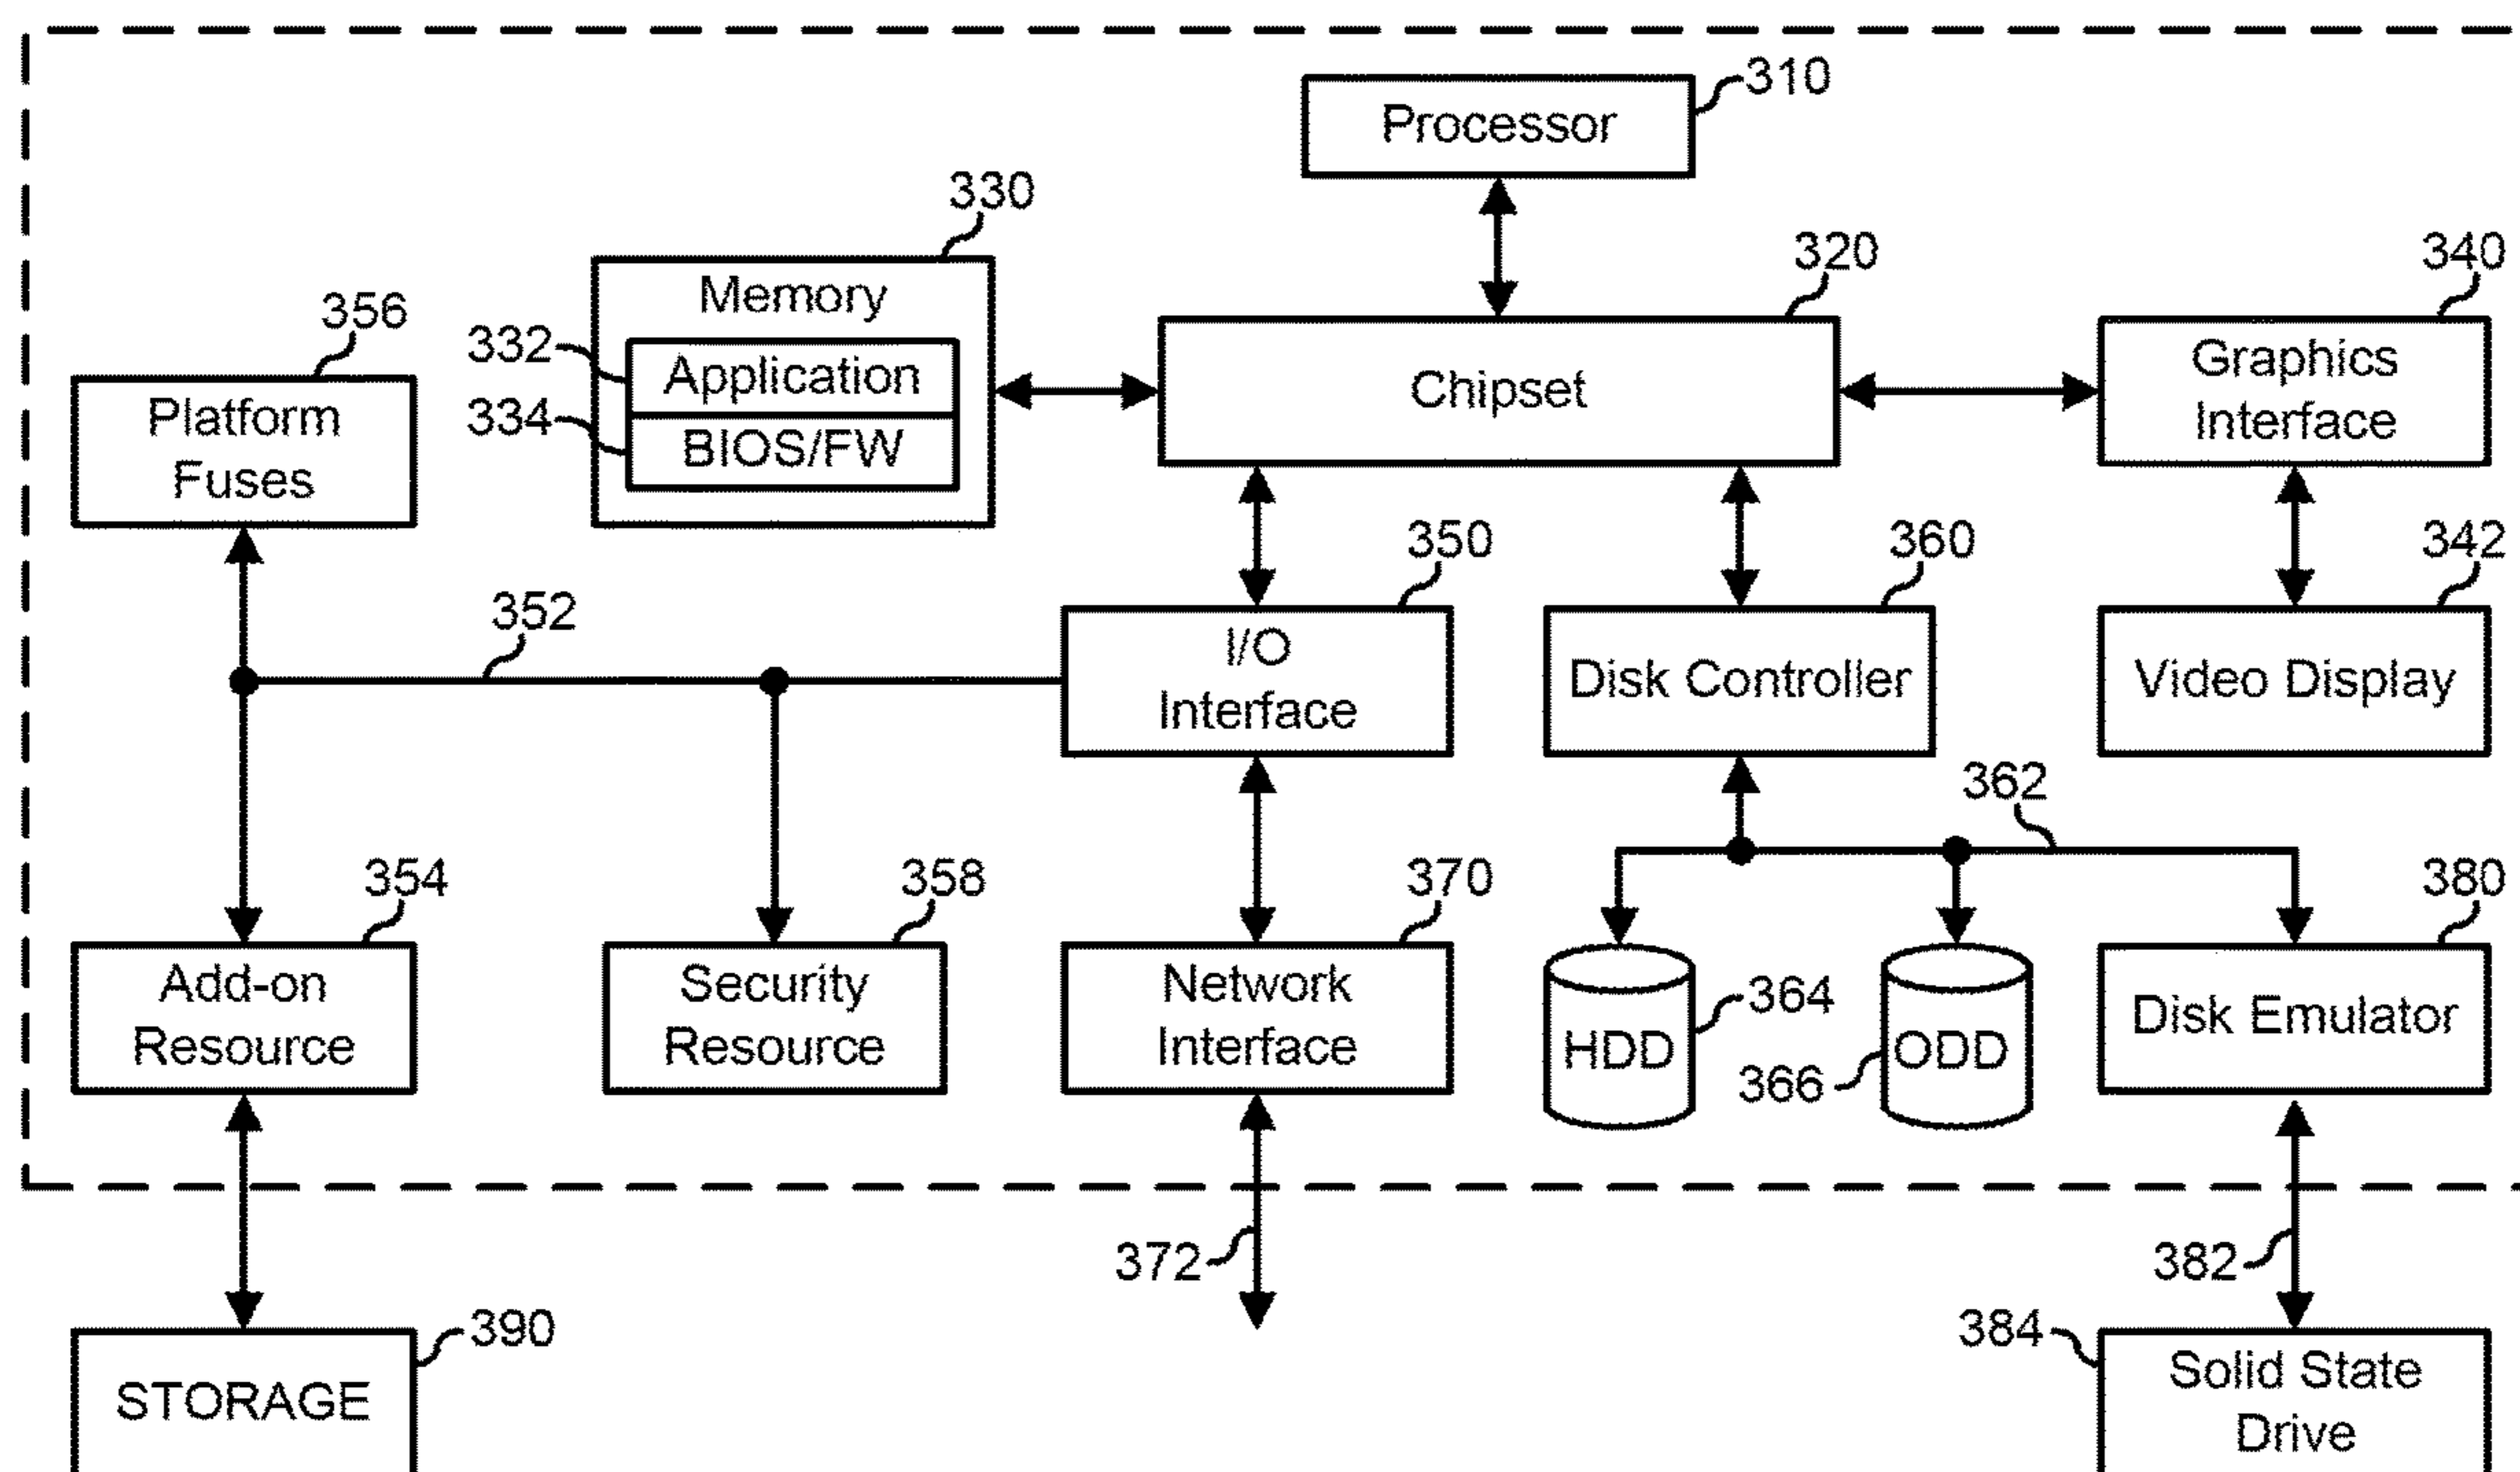 310
Processor
330
320
340
356
Memory
332
Application
334
BIOS/FW
Chipset
Graphics
Interface
Platform
Fuses
352
350
360
342
I/O
Interface
Disk Controller
Video Display
362
354
358
370
380
Add-on
Resource
Security
Resource
Network
Interface
HDD
364
366
ODD
Disk Emulator
372
382
390
STORAGE
384
Solid State
Drive